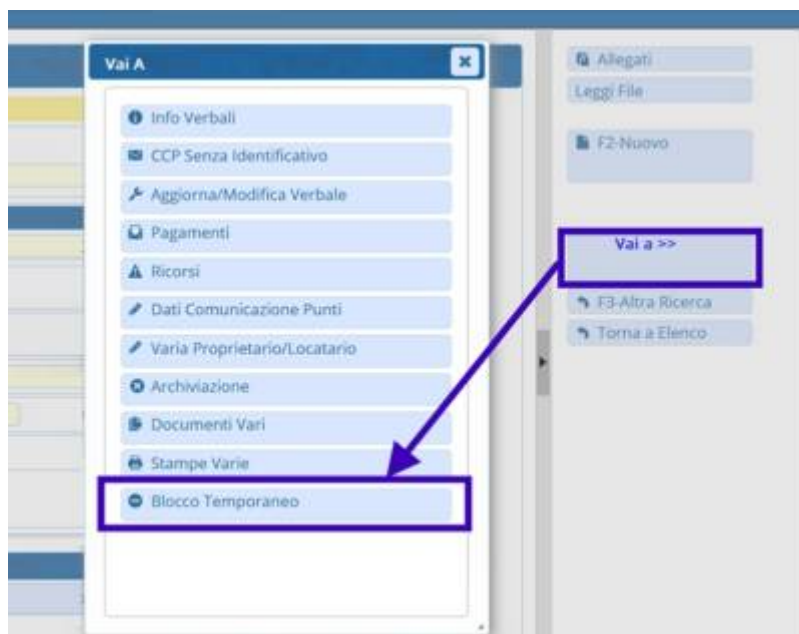 Vai A
Info Verbali
CCP Senza Identificativo
Aggiorna/Modifica Verbale
Pagamenti
Ricorsi
Dati Comunicazione Punti
Varia Proprietario/Locatario
Archiviazione
Documenti Vari
Stampe Varie
Blocco Temporaneo
Allegati
Leggi File
F2-Nuovo
Vai a >>
F3-Altra Ricerca
Torna a Elenco